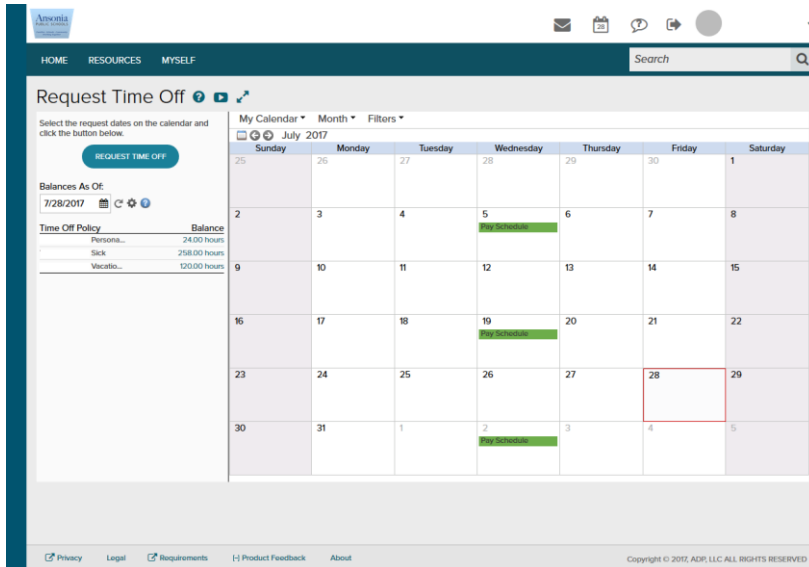 Ansonia
PUBLIC SCHOOLS
28
HOME RESOURCES MYSELF
Search
Request Time Off
Select the request dates on the calendar and
click the button below.
REQUEST TIME OFF
Balances As Of:
7/28/2017
Time Off Policy Balance
Persona... 24.00 hours
Sick 258.00 hours
Vacatio... 120.00 hours
My Calendar Month Filters
July 2017
Sunday Monday Tuesday Wednesday Thursday Friday Saturday
25 26 27 28 29 30 1
2 3 4 5 6 7 8
Pay Schedule
9 10 11 12 13 14 15
16 17 18 19 20 21 22
Pay Schedule
23 24 25 26 27 28 29
30 31 1 2 3 4 5
Pay Schedule
Privacy Legal Requirements [-] Product Feedback About
Copyright © 2017, ADP, LLC ALL RIGHTS RESERVED